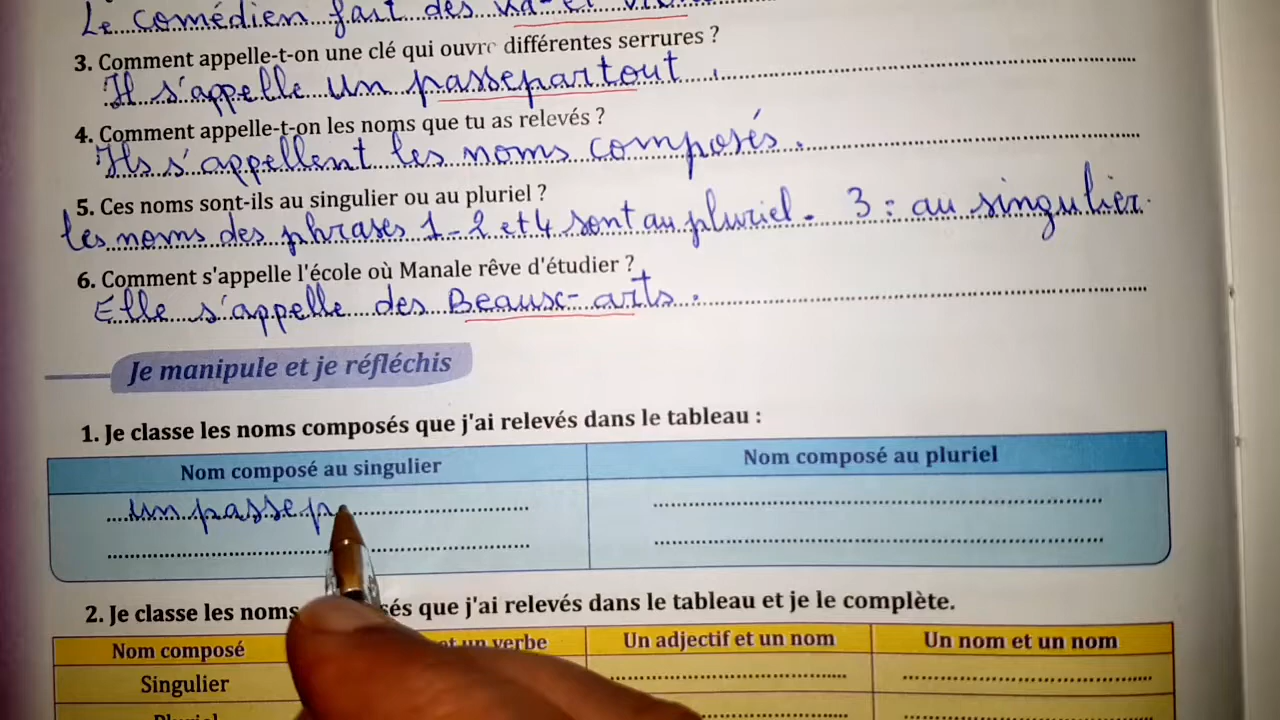 Le comédien fait des va-et
3. Comment appelle-t-on une clé qui ouvre différentes serrures ?
Il s'appelle un passepartout.
4. Comment appelle-t-on les noms que tu as relevés ?
Ils s'appellent les noms composés.
5. Ces noms sont-ils au singulier ou au pluriel ?
les noms des phrases 1-2 et 4 sont au pluriel. 3 : au singulier.
6. Comment s'appelle l'école où Manale rêve d'étudier ?
Elle s'appelle des Beaux-arts.
Je manipule et je réfléchis
1. Je classe les noms composés que j'ai relevés dans le tableau :
Nom composé au singulier Nom composé au pluriel
un passep
2. Je classe les noms que j'ai relevés dans le tableau et je le complète.
Nom composé un verbe Un adjectif et un nom Un nom et un nom
Singulier
Pluriel